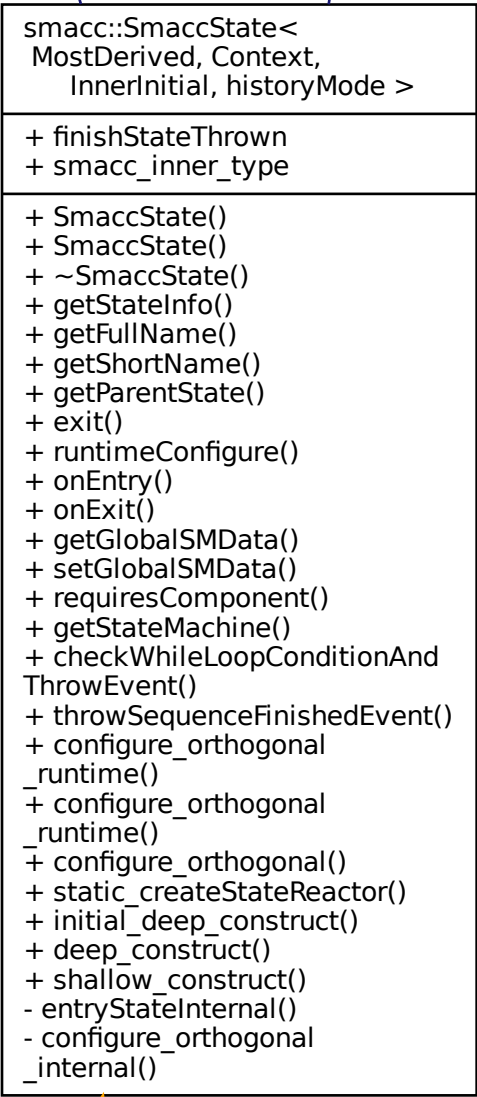 smacc::SmaccState<
MostDerived, Context,
InnerInitial, historyMode >
+ finishStateThrown
+ smacc_inner_type
+ SmaccState()
+ SmaccState()
+ ~SmaccState()
+ getStateInfo()
+ getFullName()
+ getShortName()
+ getParentState()
+ exit()
+ runtimeConfigure()
+ onEntry()
+ onExit()
+ getGlobalSMData()
+ setGlobalSMData()
+ requiresComponent()
+ getStateMachine()
+ checkWhileLoopConditionAnd
ThrowEvent()
+ throwSequenceFinishedEvent()
+ configure_orthogonal
_runtime()
+ configure_orthogonal
_runtime()
+ configure_orthogonal()
+ static_createStateReactor()
+ initial_deep_construct()
+ deep_construct()
+ shallow_construct()
- entryStateInternal()
- configure_orthogonal
_internal()